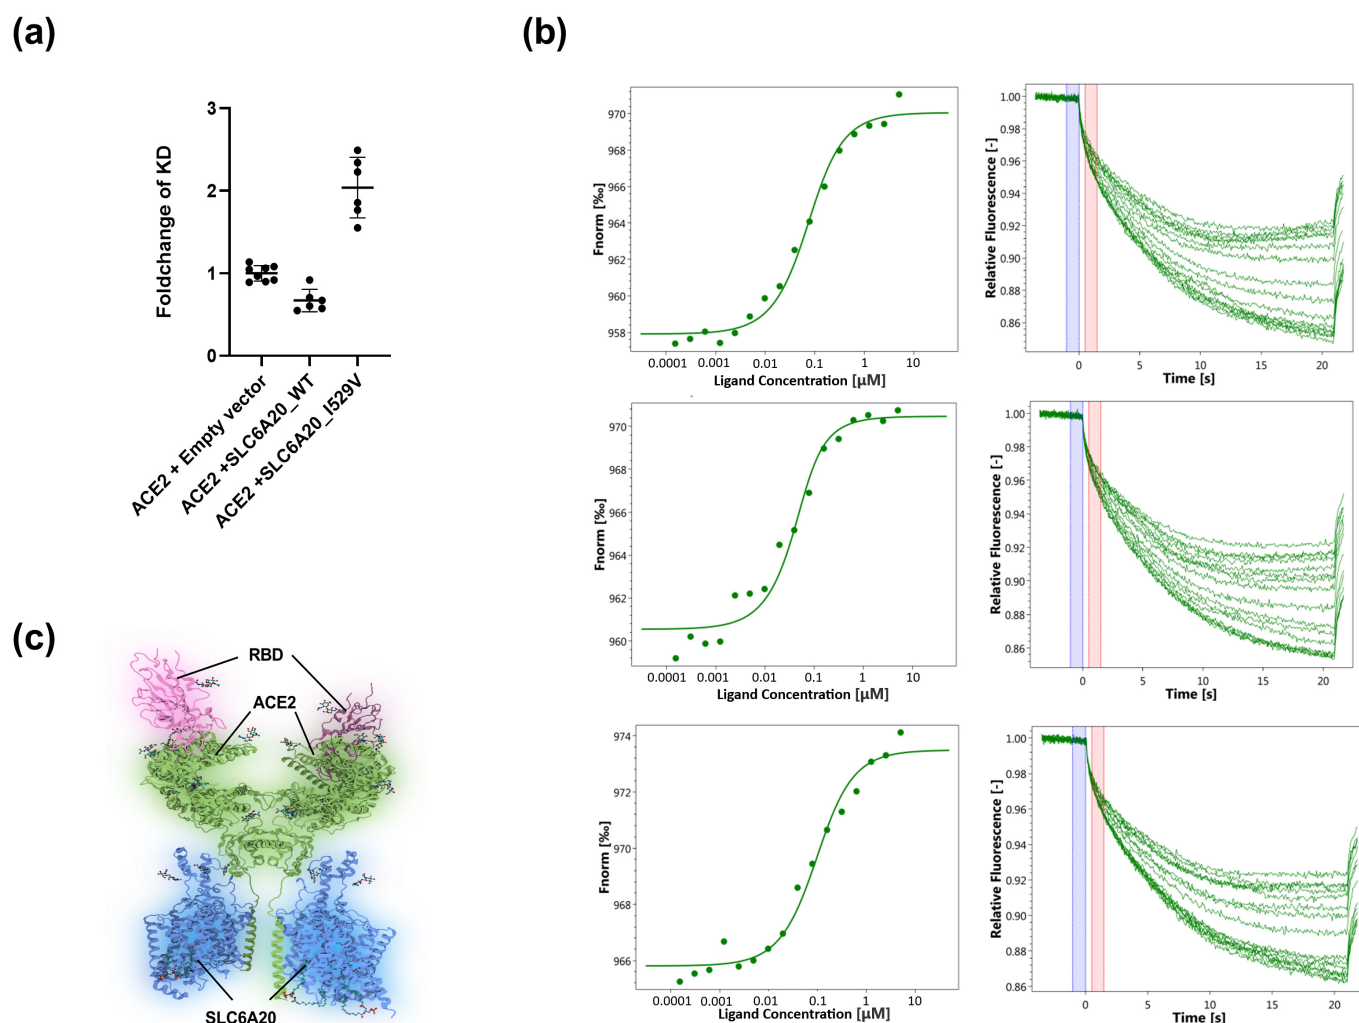 (a)
3
2
1
0
Foldchange of KD
ACE2 + Empty vector
ACE2 +SLC6A20_WT
ACE2 +SLC6A20_I529V
(b)
970
968
966
964
962
960
958
Fnorm [‰]
0.0001 0.001 0.01 0.1 1 10
Ligand Concentration [µM]
1.00
0.98
0.96
0.94
0.92
0.90
0.88
0.86
Relative Fluorescence [-]
0 5 10 15 20
Time [s]
970
968
966
964
962
960
Fnorm [‰]
0.0001 0.001 0.01 0.1 1 10
Ligand Concentration [µM]
1.00
0.98
0.96
0.94
0.92
0.90
0.88
0.86
Relative Fluorescence [-]
0 5 10 15 20
Time [s]
974
972
970
968
966
Fnorm [‰]
0.0001 0.001 0.01 0.1 1 10
Ligand Concentration [µM]
1.00
0.98
0.96
0.94
0.92
0.90
0.88
0.86
Relative Fluorescence [-]
0 5 10 15 20
Time [s]
(c)
RBD
ACE2
SLC6A20